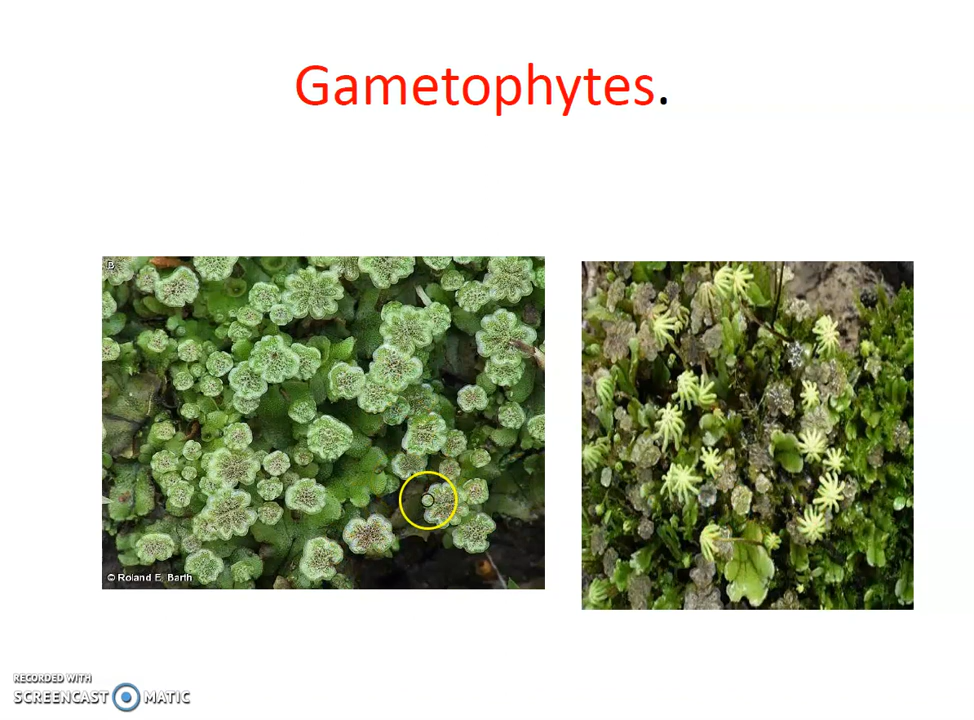 Gametophytes.
B
© Roland E. Barth
RECORDED WITH
SCREENCAST MATIC